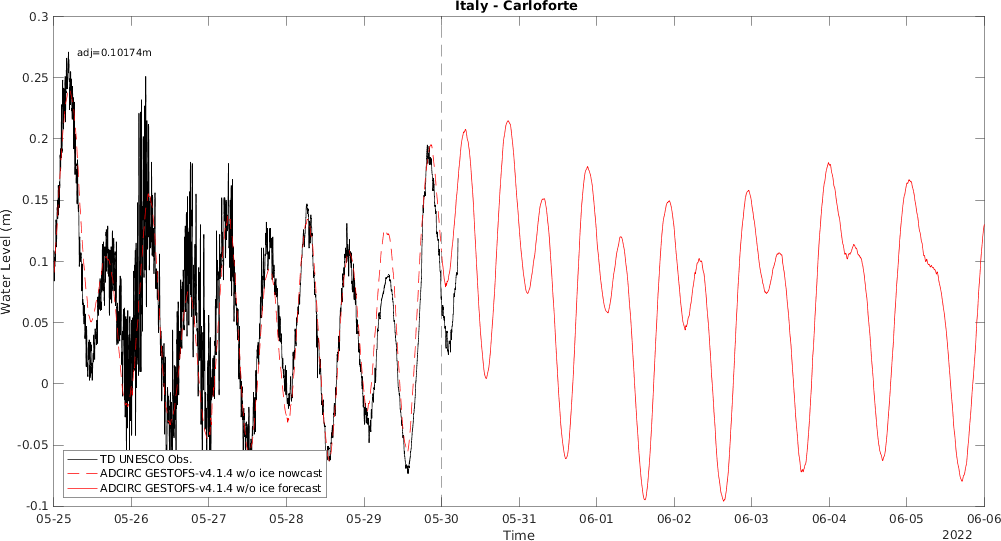 Italy - Carloforte
0.3
0.25
0.2
0.15
0.1
0.05
0
-0.05
-0.1
Water Level (m)
adj=0.10174m
TD UNESCO Obs.
ADCIRC GESTOFS-v4.1.4 w/o ice nowcast
ADCIRC GESTOFS-v4.1.4 w/o ice forecast
05-25 05-26 05-27 05-28 05-29 05-30 05-31 06-01 06-02 06-03 06-04 06-05 06-06
Time
2022